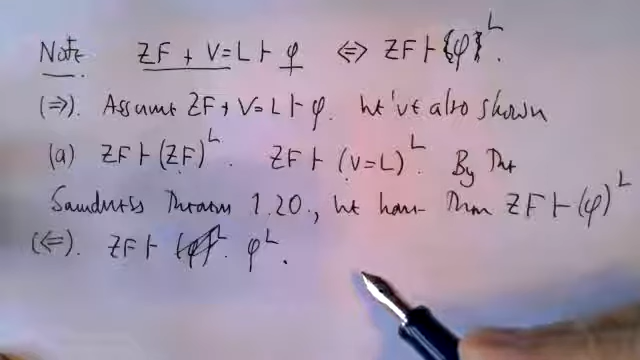 Note ZF + V=L ⊢ φ ⟺ ZF ⊢ (φ)^L.
(⇒). Assume ZF + V=L ⊢ φ. We've also shown
(a) ZF ⊢ (ZF)^L. ZF ⊢ (V=L)^L. By the
Soundness Theorem 1.20., we have then ZF ⊢ (φ)^L
(⇐). ZF ⊢ φ^L.